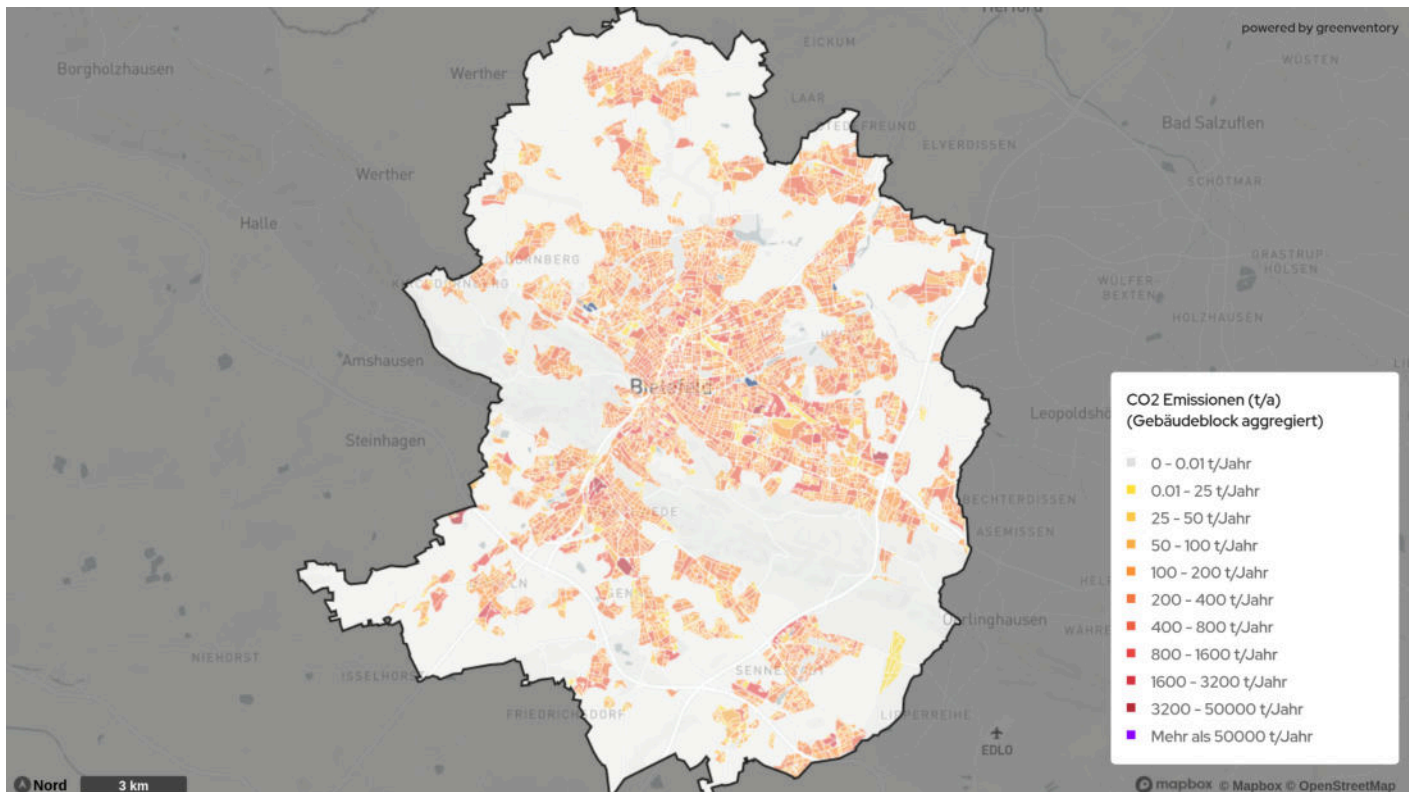 Herford
powered by greenventory
EICKUM
WÜSTEN
Borgholzhausen
Werther
LAAR
Bad Salzuflen
STEDEFREUND
ELVERDISSEN
Werther
SCHÖTMAR
Halle
GRASTRUP-
HÖLSEN
DORNBERG
WÜLFER-
BEXTEN
HOLZHAUSEN
Amshausen
Bielefeld
CO2 Emissionen (t/a)
(Gebäudeblock aggregiert)
Leopoldshö
Steinhagen
0 – 0.01 t/Jahr
0.01 – 25 t/Jahr
BECHTERDISSEN
25 – 50 t/Jahr
ASEMISSEN
50 – 100 t/Jahr
100 – 200 t/Jahr
200 – 400 t/Jahr
Oerlinghausen
400 – 800 t/Jahr
NIEHORST
800 – 1600 t/Jahr
SENNESTADT
1600 – 3200 t/Jahr
FRIEDRICHSDORF
LIPPERREIHE
3200 – 50000 t/Jahr
Mehr als 50000 t/Jahr
EDLO
Nord
3 km
mapbox © Mapbox © OpenStreetMap